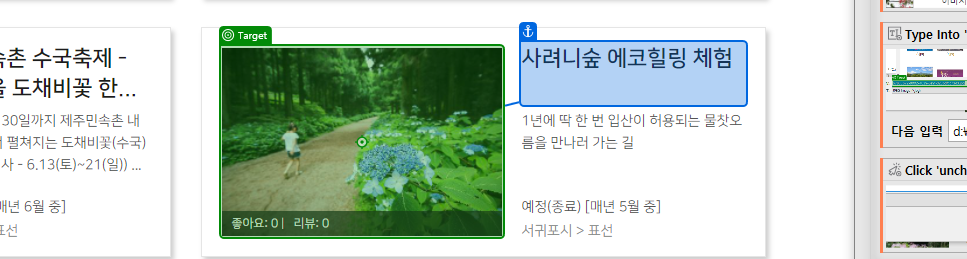 속촌 수국축제 -
을 도채비꽃 한...
30일까지 제주민속촌 내
펼쳐지는 도채비꽃(수국)
사 - 6.13(토)~21(일)) ...
매년 6월 중]
표선
Target
좋아요: 0 | 리뷰: 0
사려니숲 에코힐링 체험
1년에 딱 한 번 입산이 허용되는 물찻오
름을 만나러 가는 길
예정(종료) [매년 5월 중]
서귀포시 > 표선
Type Into '
다음 입력
d:₩
Click 'unch